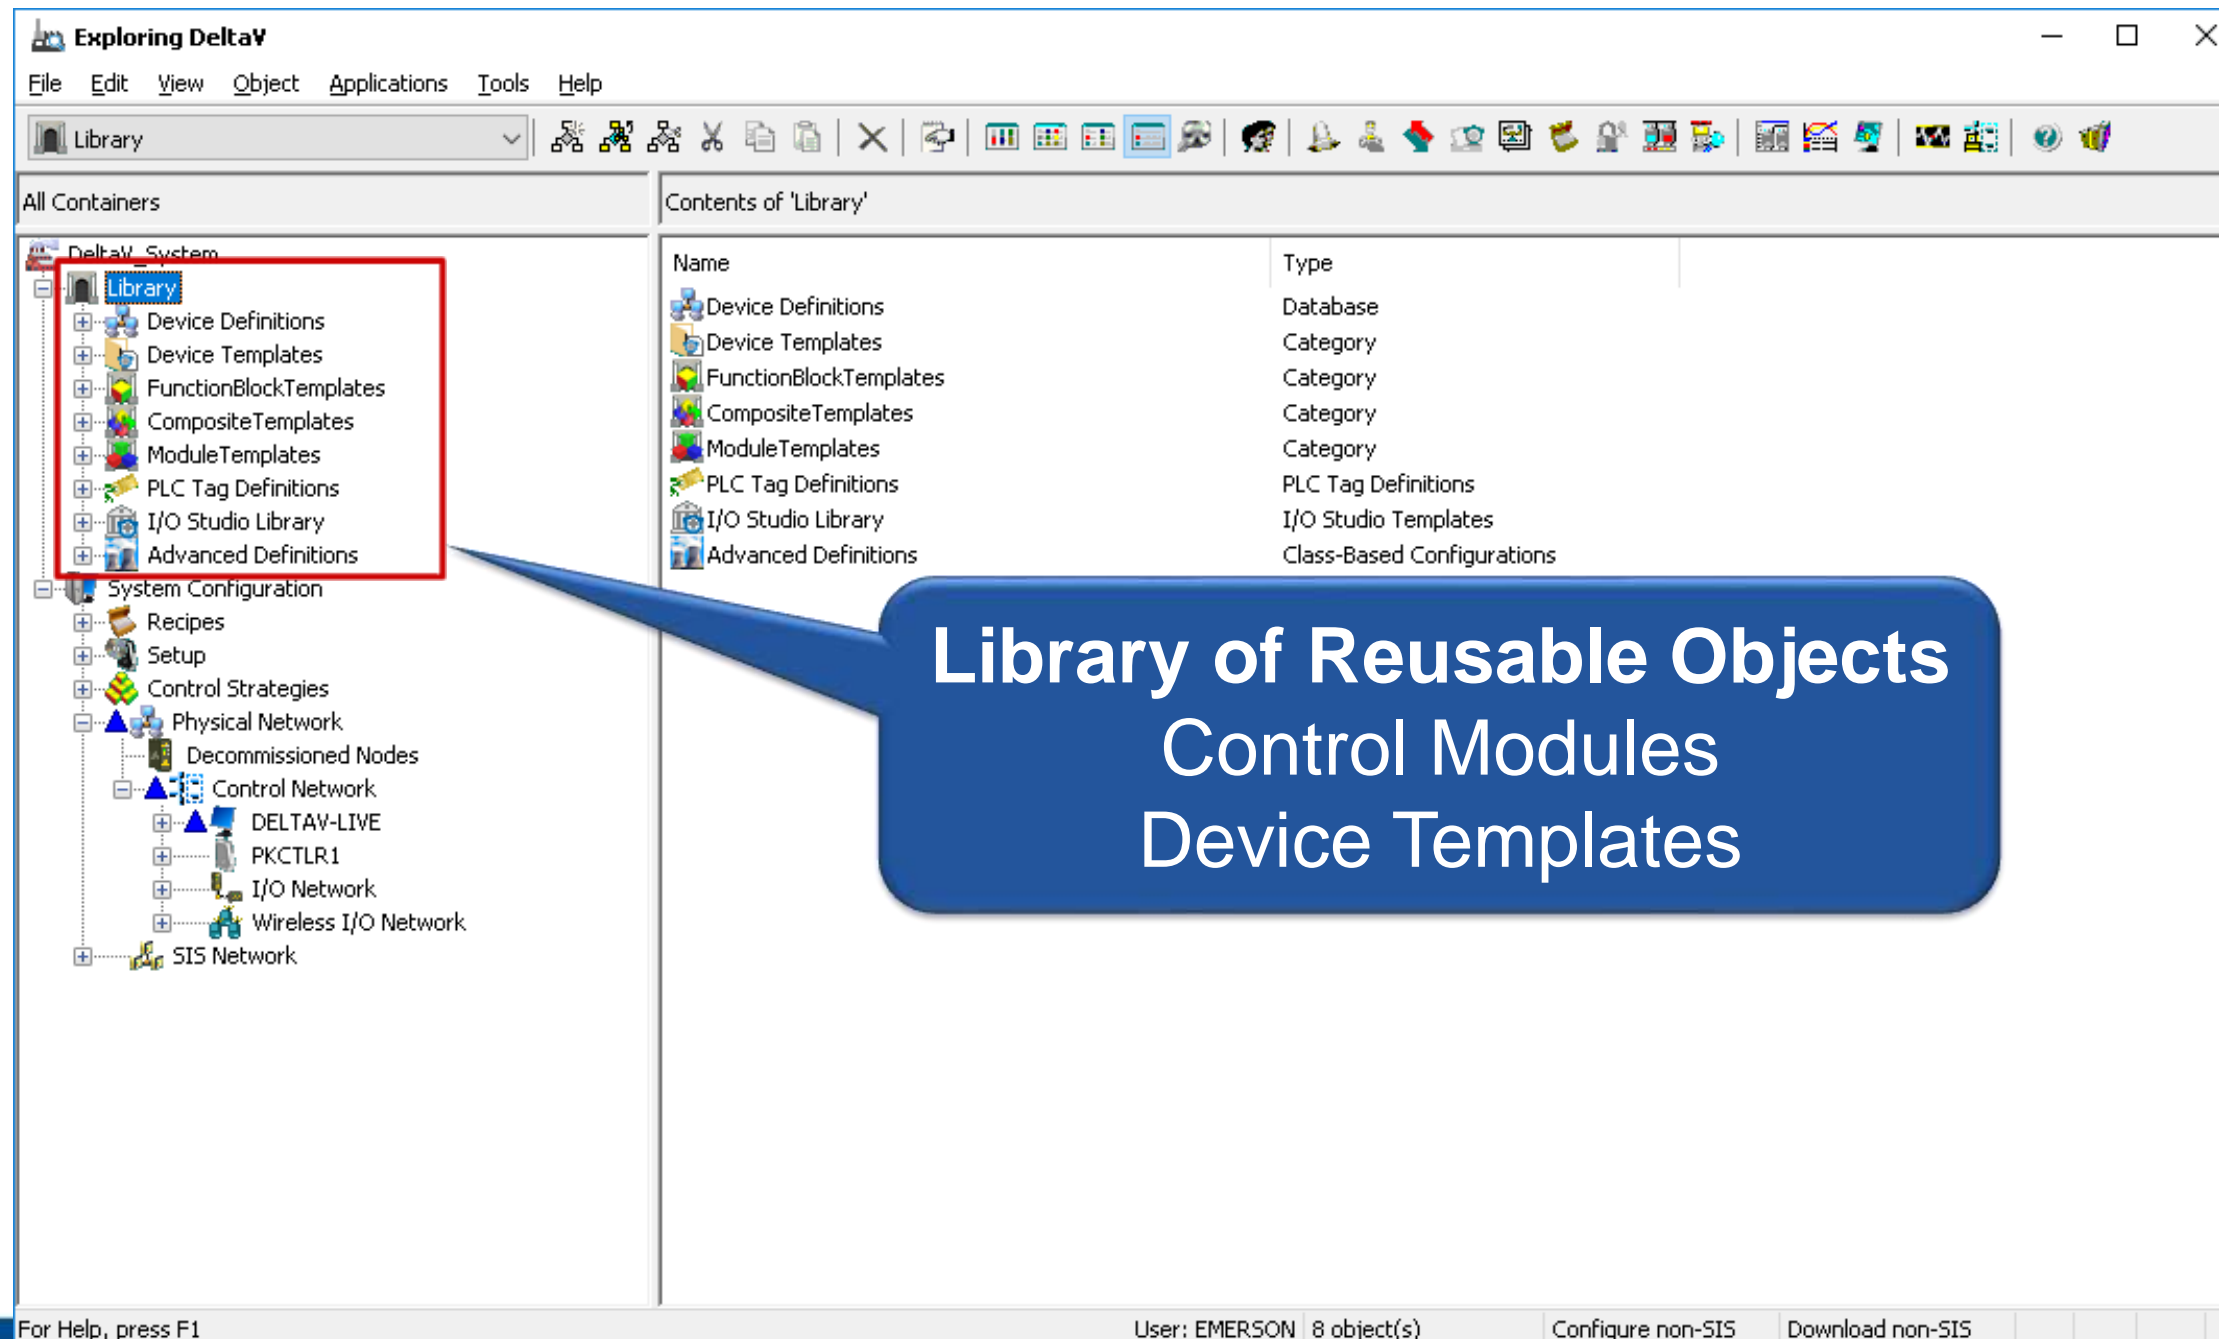 Exploring DeltaV
File Edit View Object Applications Tools Help
Library
All Containers
Contents of 'Library'
DeltaV_System
Library
Device Definitions
Device Templates
FunctionBlockTemplates
CompositeTemplates
ModuleTemplates
PLC Tag Definitions
I/O Studio Library
Advanced Definitions
System Configuration
Recipes
Setup
Control Strategies
Physical Network
Decommissioned Nodes
Control Network
DELTAV-LIVE
PKCTLR1
I/O Network
Wireless I/O Network
SIS Network
Name Type
Device Definitions Database
Device Templates Category
FunctionBlockTemplates Category
CompositeTemplates Category
ModuleTemplates Category
PLC Tag Definitions PLC Tag Definitions
I/O Studio Library I/O Studio Templates
Advanced Definitions Class-Based Configurations
Library of Reusable Objects
Control Modules
Device Templates
For Help, press F1 User: EMERSON 8 object(s) Configure non-SIS Download non-SIS